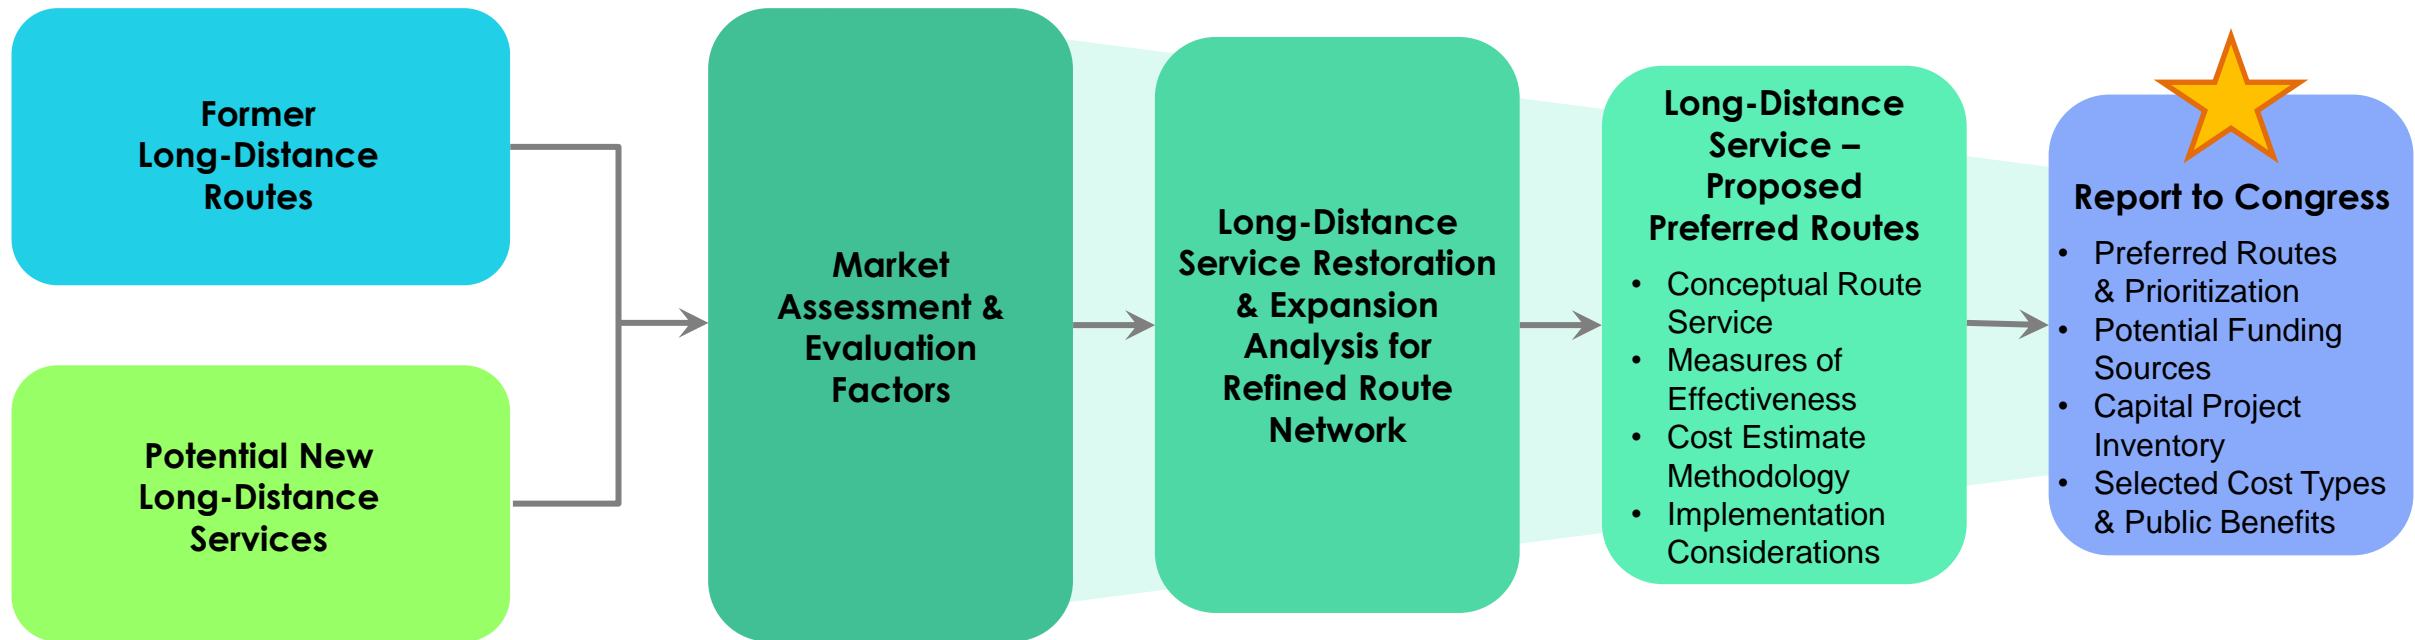 Former
Long-Distance
Routes
Potential New
Long-Distance
Services
Market
Assessment &
Evaluation
Factors
Long-Distance
Service Restoration
& Expansion
Analysis for
Refined Route
Network
Long-Distance
Service –
Proposed
Preferred Routes
• Conceptual Route
Service
• Measures of
Effectiveness
• Cost Estimate
Methodology
• Implementation
Considerations
Report to Congress
• Preferred Routes
& Prioritization
• Potential Funding
Sources
• Capital Project
Inventory
• Selected Cost Types
& Public Benefits